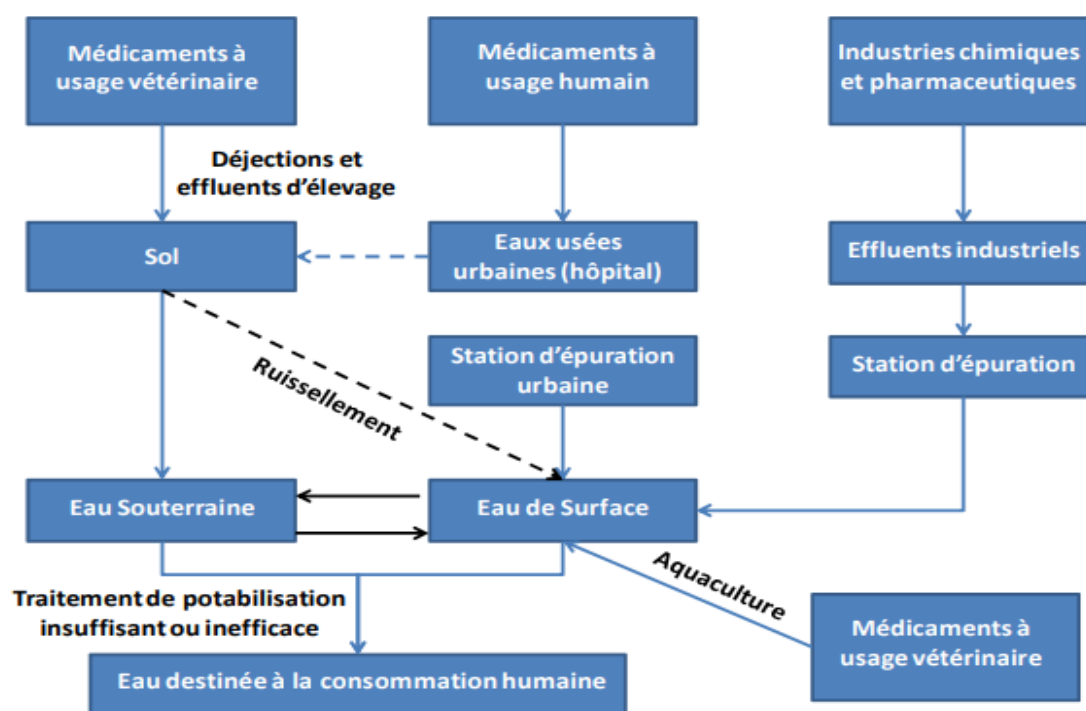 Médicaments à
usage vétérinaire
Médicaments à
usage humain
Industries chimiques
et pharmaceutiques
Déjections et
effluents d'élevage
Sol
Eaux usées
urbaines (hôpital)
Effluents industriels
Ruissellement
Station d'épuration
urbaine
Station d'épuration
Eau Souterraine
Eau de Surface
Aquaculture
Traitement de potabilisation
insuffisant ou inefficace
Médicaments à
usage vétérinaire
Eau destinée à la consommation humaine